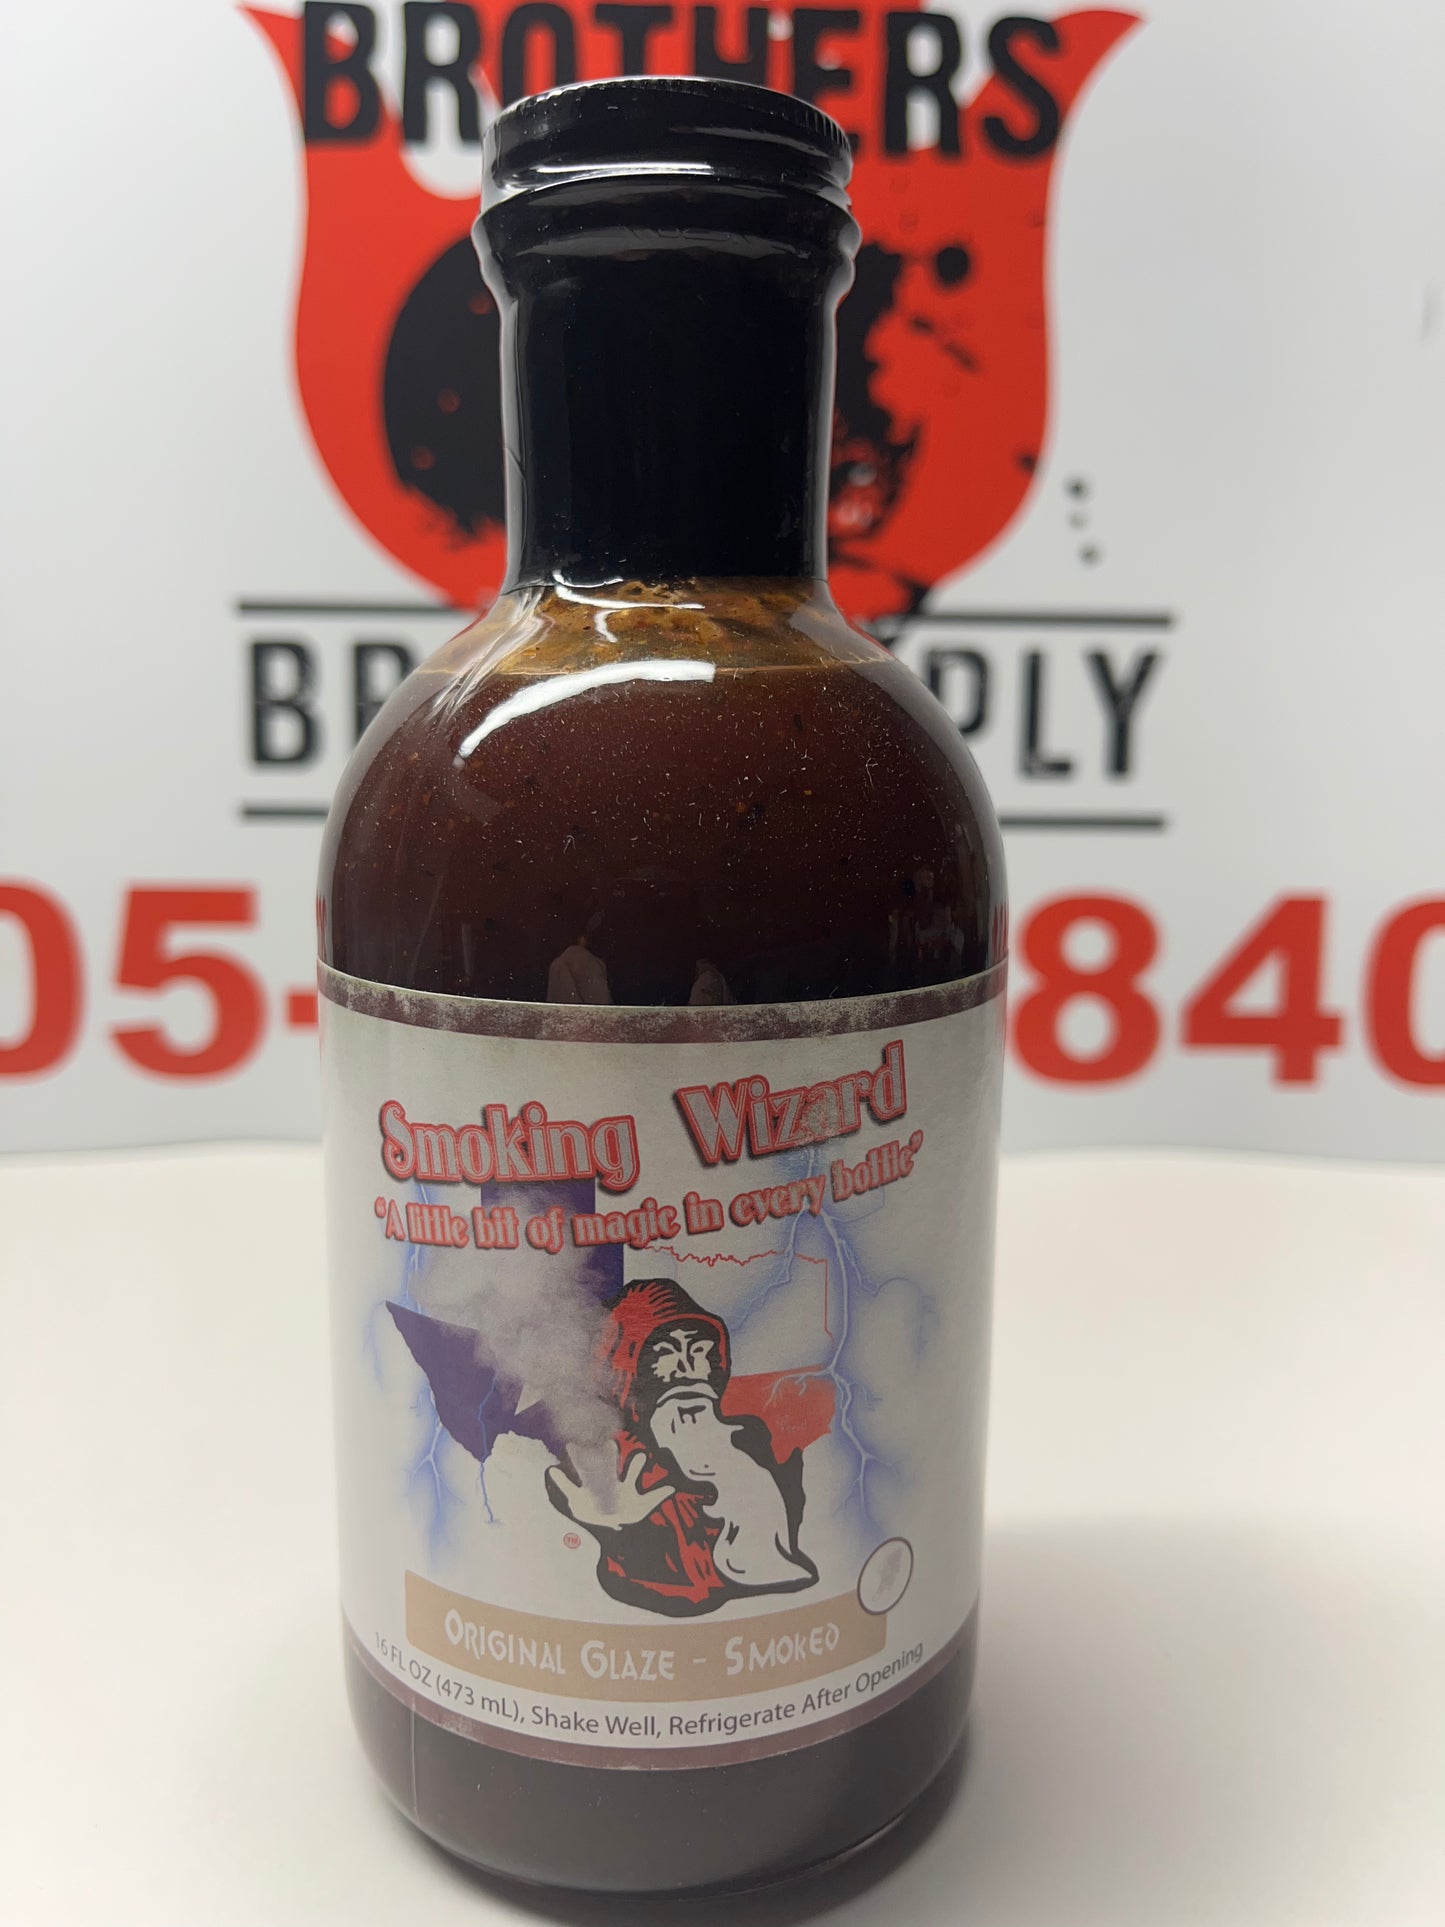 BROTHERS
05-
840
Smoking Wizard
"A little bit of magic in every bottle"
TM
ORIGINAL GLAZE - SMOKED
16 FL OZ (473 mL), Shake Well, Refrigerate After Opening